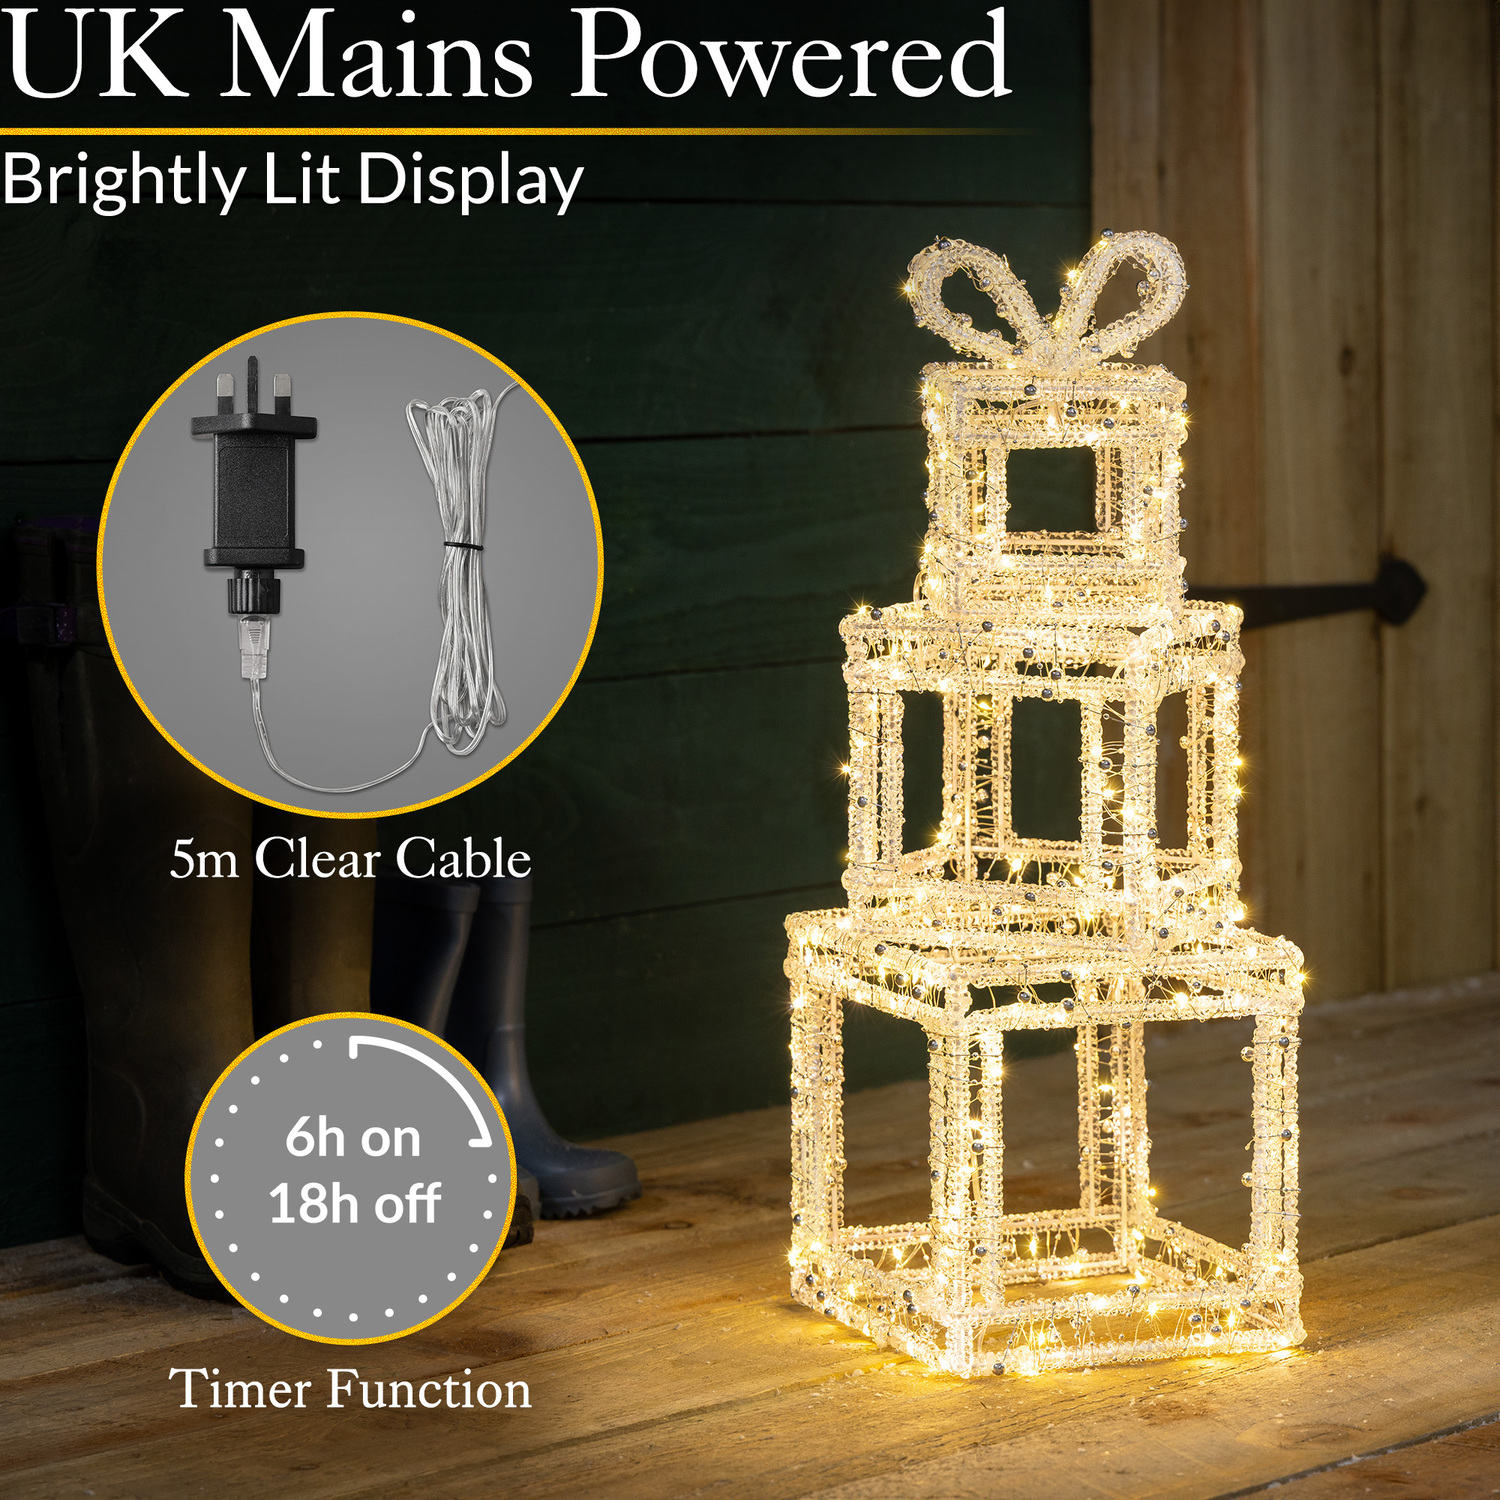 UK Mains Powered
Brightly Lit Display
5m Clear Cable
6h on
18h off
Timer Function